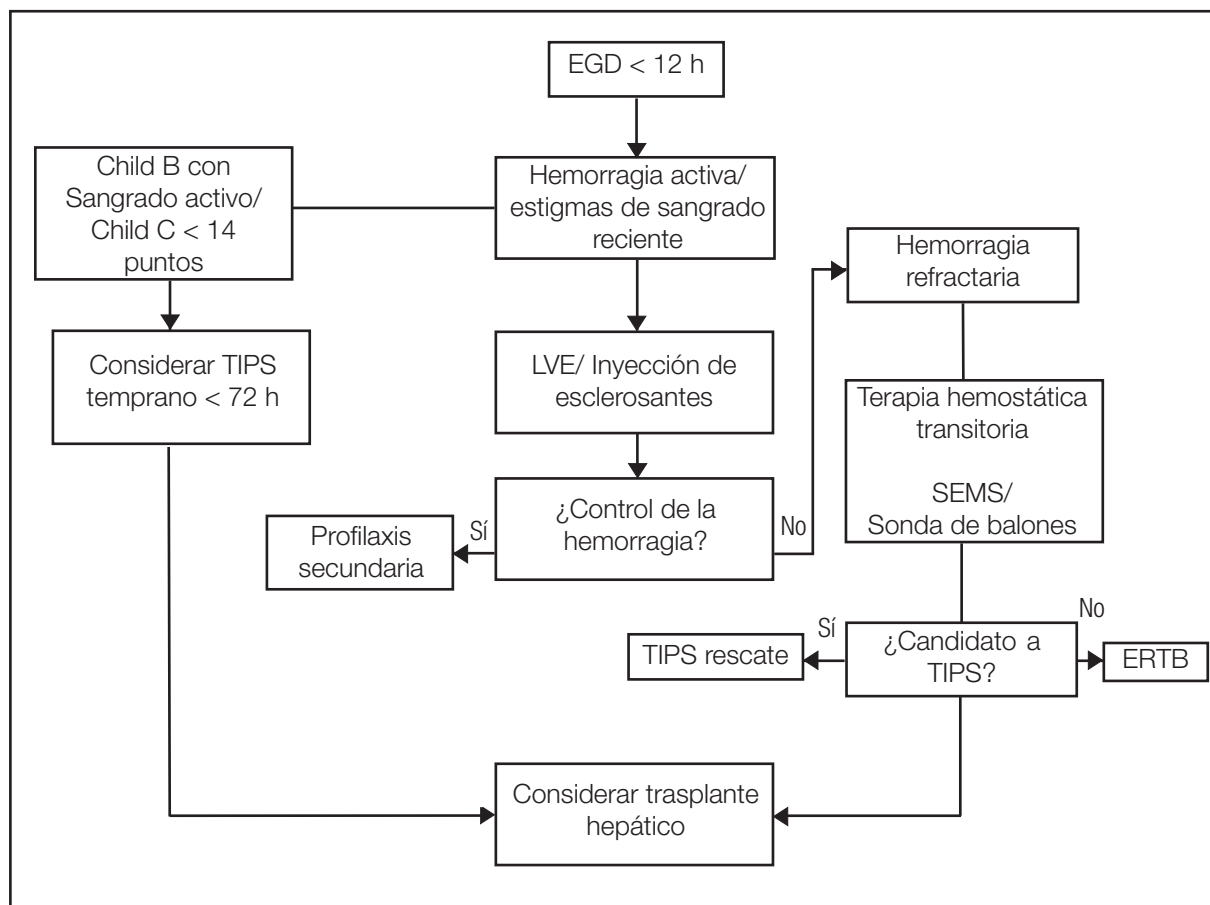 EGD < 12 h
Child B con
Sangrado activo/
Child C < 14
puntos
Hemorragia activa/
estigmas de sangrado
reciente
Hemorragia
refractaria
Considerar TIPS
temprano < 72 h
LVE/ Inyección de
esclerosantes
Terapia hemostática
transitoria
SEMS/
Sonda de balones
¿Control de la
hemorragia?
Sí
No
Profilaxis
secundaria
¿Candidato a
TIPS?
Sí
No
TIPS rescate
ERTB
Considerar trasplante
hepático